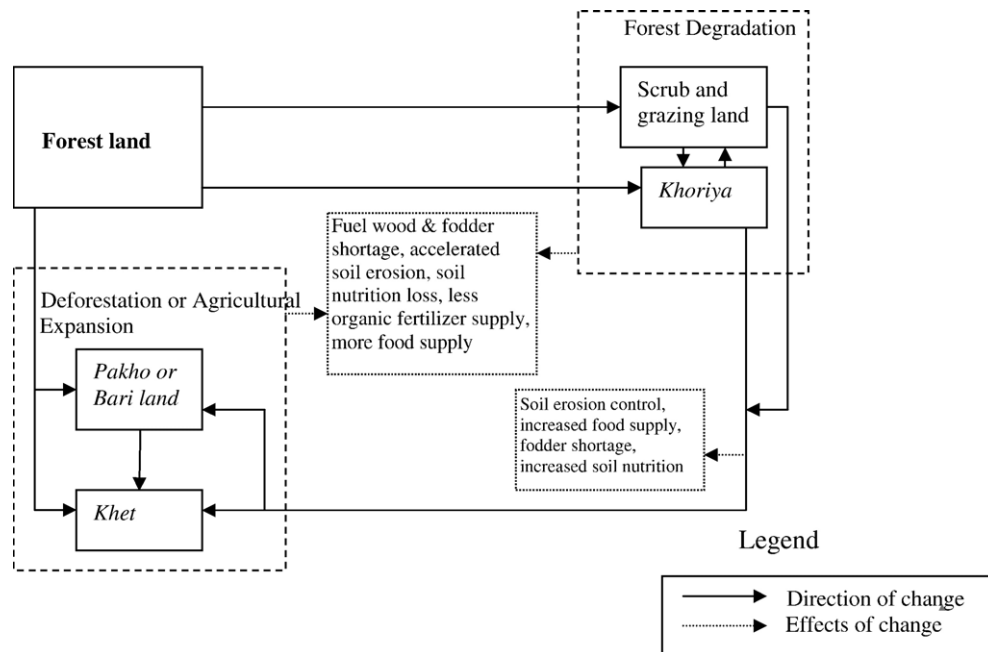 Forest Degradation
Forest land
Scrub and
grazing land
Khoriya
Fuel wood & fodder
shortage, accelerated
soil erosion, soil
nutrition loss, less
organic fertilizer supply,
more food supply
Deforestation or Agricultural
Expansion
Pakho or
Bari land
Khet
Soil erosion control,
increased food supply,
fodder shortage,
increased soil nutrition
Legend
Direction of change
Effects of change